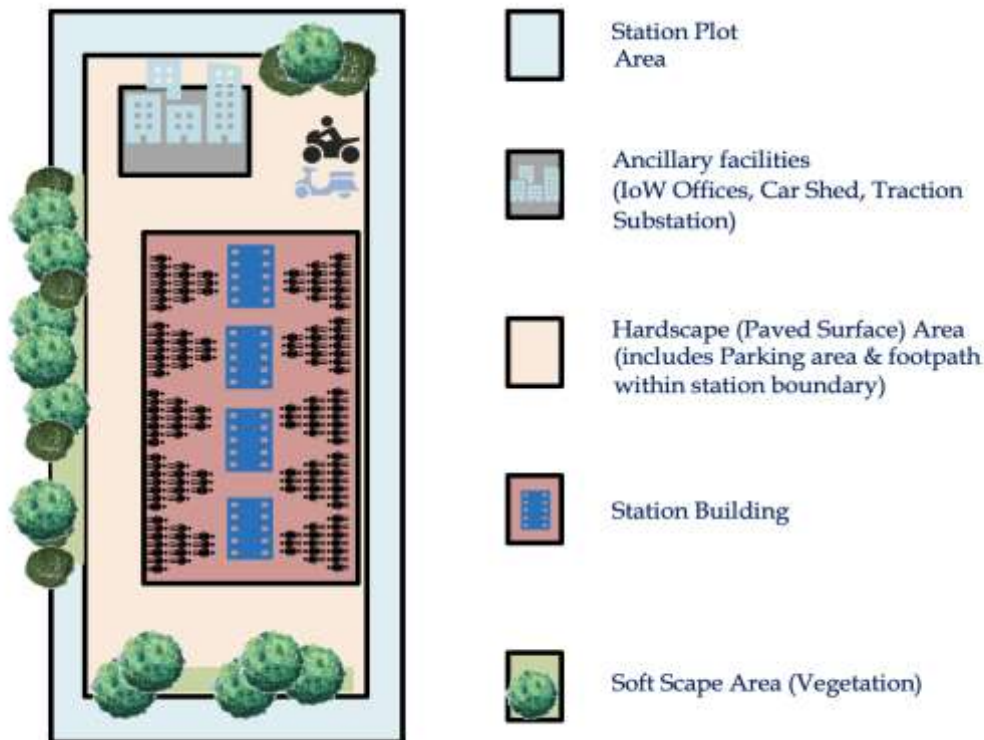 Station Plot
Area
Ancillary facilities
(IoW Offices, Car Shed, Traction
Substation)
Hardscape (Paved Surface) Area
(includes Parking area & footpath
within station boundary)
Station Building
Soft Scape Area (Vegetation)